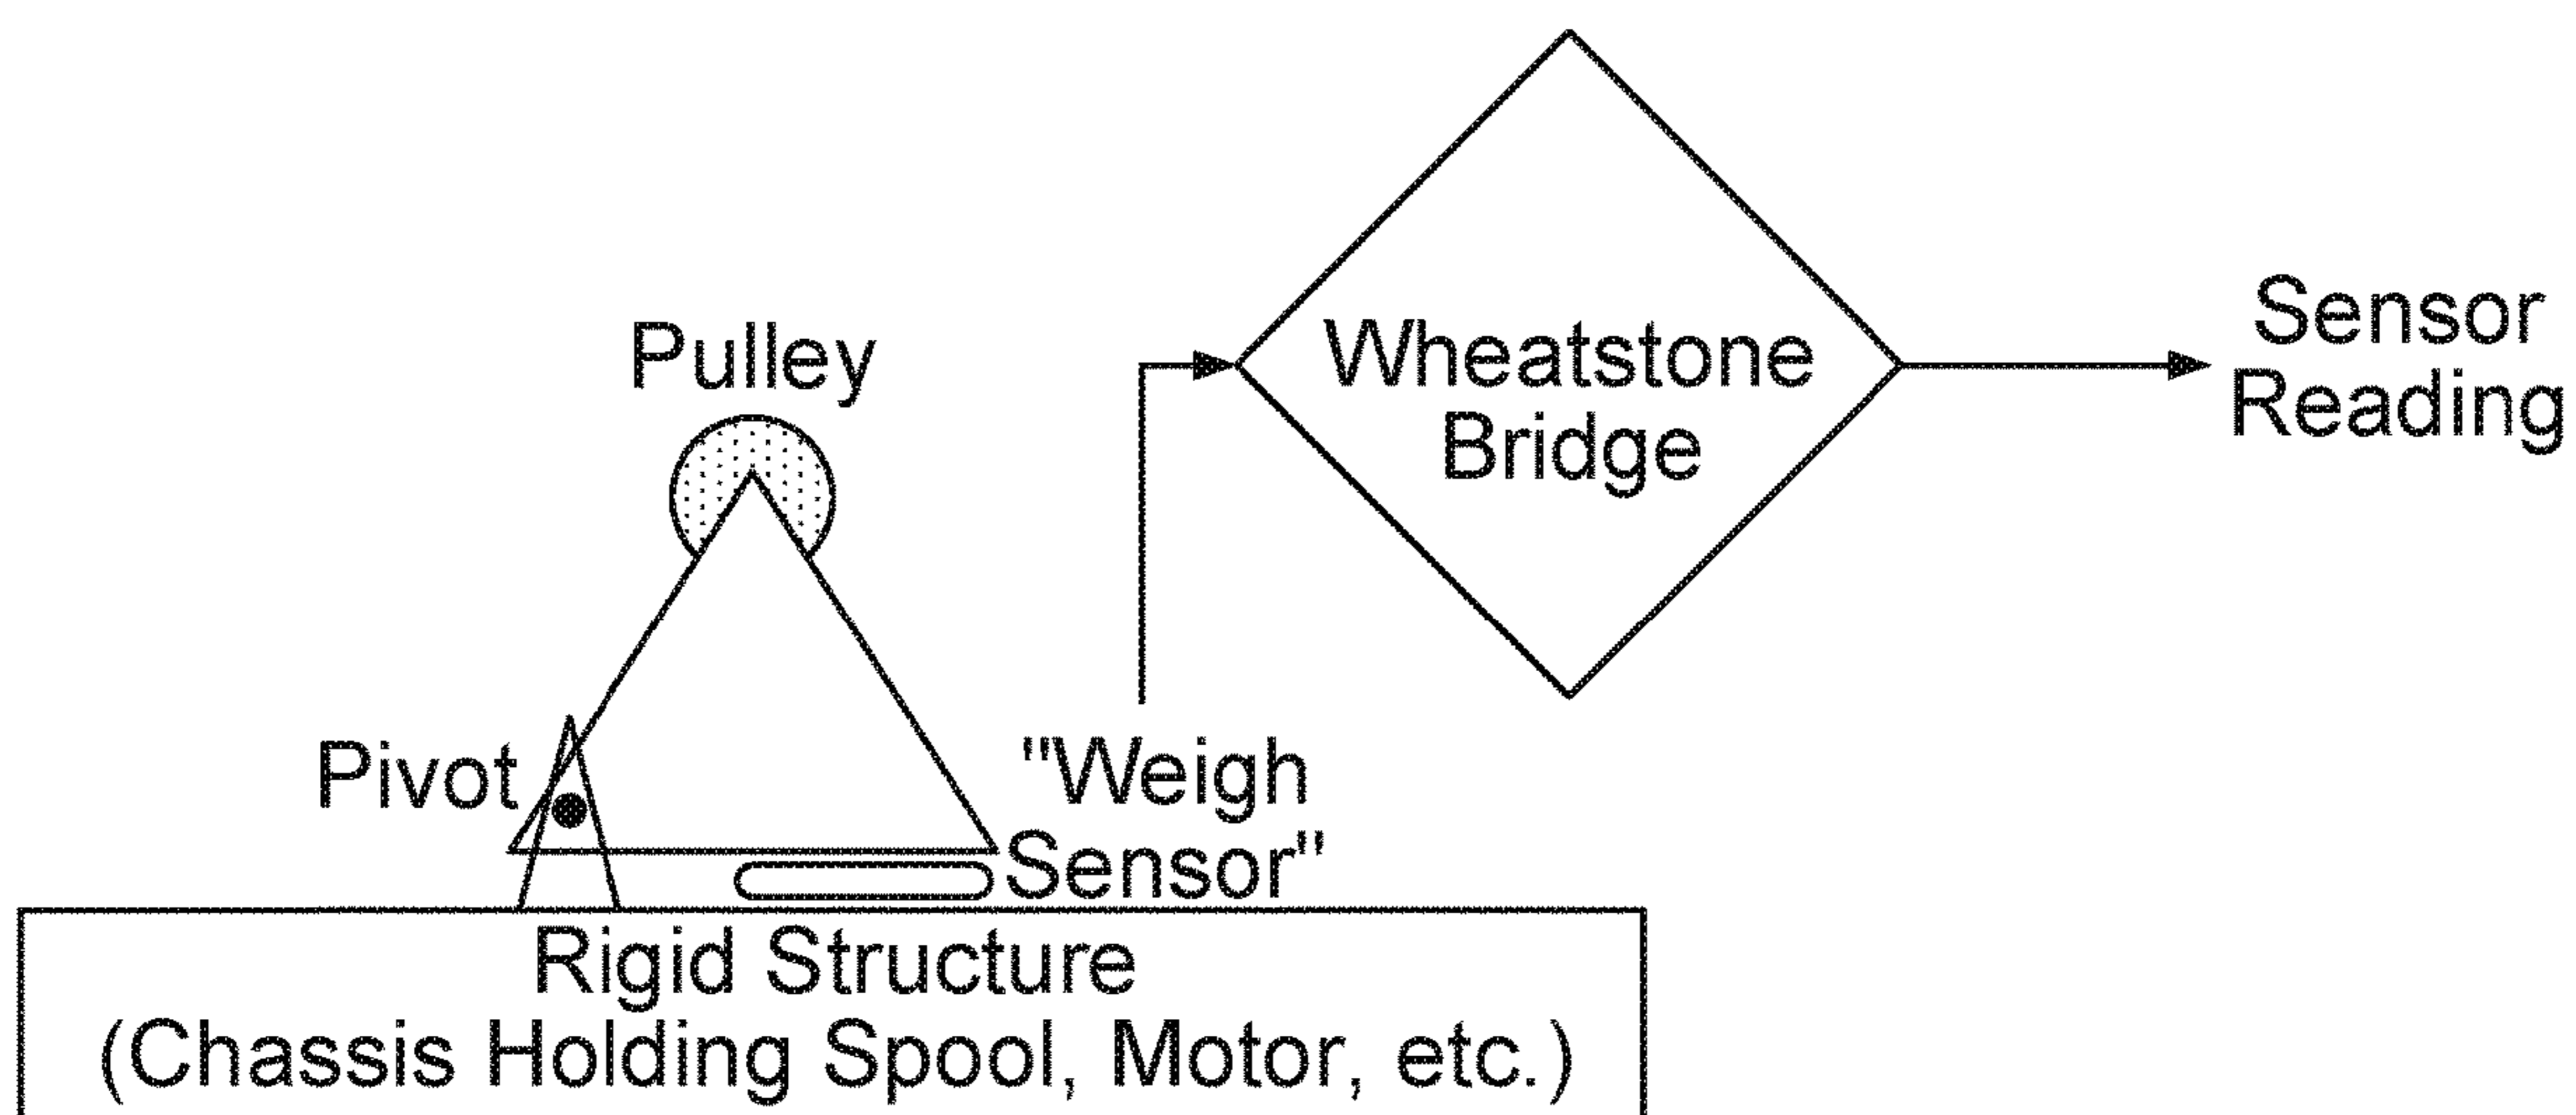 Pulley
Wheatstone
Bridge
Sensor
Reading
Pivot
"Weigh
Sensor"
Rigid Structure
(Chassis Holding Spool, Motor, etc.)